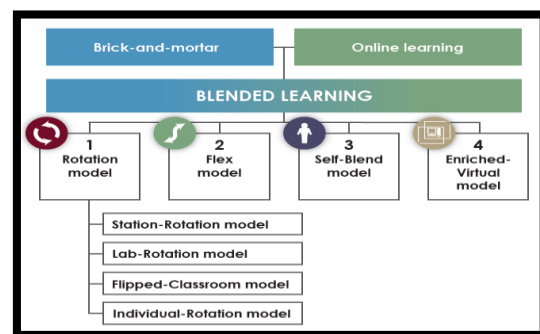 Brick-and-mortar
Online learning
BLENDED LEARNING
1
Rotation
model
2
Flex
model
3
Self-Blend
model
4
Enriched-
Virtual
model
Station-Rotation model
Lab-Rotation model
Flipped-Classroom model
Individual-Rotation model